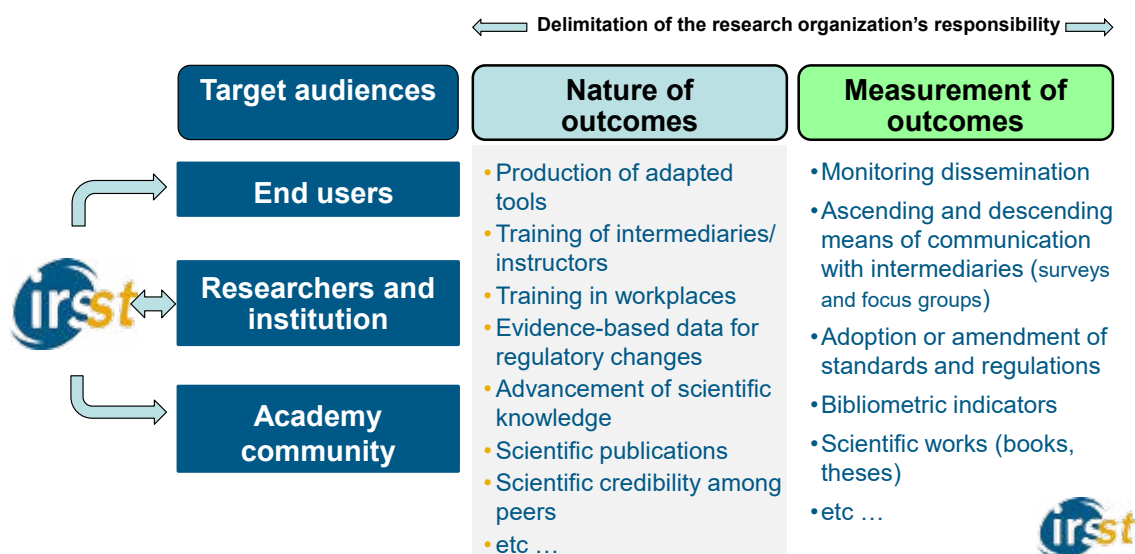 Delimitation of the research organization's responsibility
Target audiences
Nature of
outcomes
Measurement of
outcomes
End users
Researchers and
institution
Academy
community
• Production of adapted
tools
• Training of intermediaries/
instructors
• Training in workplaces
• Evidence-based data for
regulatory changes
• Advancement of scientific
knowledge
• Scientific publications
• Scientific credibility among
peers
• etc …
• Monitoring dissemination
• Ascending and descending
means of communication
with intermediaries (surveys
and focus groups)
• Adoption or amendment of
standards and regulations
• Bibliometric indicators
• Scientific works (books,
theses)
• etc …
irsst
irsst